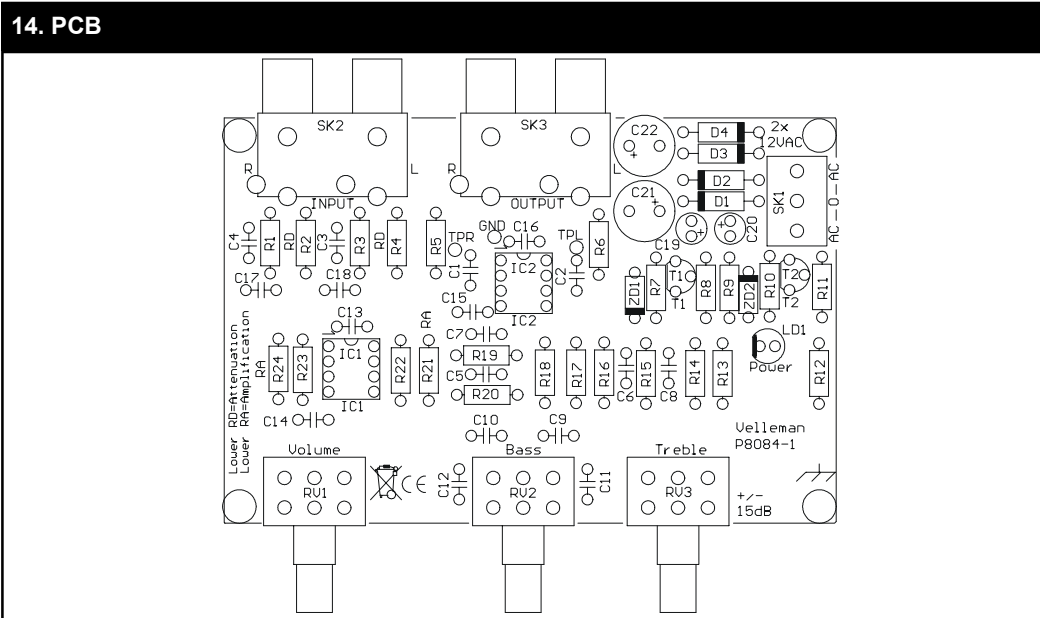 14. PCB
SK2
SK3
C22
D4
D3
2x
12VAC
R
L
R
L
INPUT
OUTPUT
C21
D2
D1
SK1
AC-O-AC
C19
C20
C4
R1
RD
R2
C3
R3
RD
R4
R5
TPR
GND
C16
TPL
R6
C17
C18
C1
IC2
C2
IC2
ZD1
R7
T1
T1
R8
R9
ZD2
R10
T2
T2
R11
C15
C13
C7
RA
R24
R23
IC1
IC1
R22
RA
R21
R19
C5
R20
R18
R17
R16
C6
R15
C8
R14
R13
LD1
Power
R12
C14
C10
C9
Lower RD=Attenuation
Lower RA=Amplification
Velleman
P8084-1
Volume
Bass
Treble
RV1
CE
C12
RV2
C11
RV3
+/-
15dB